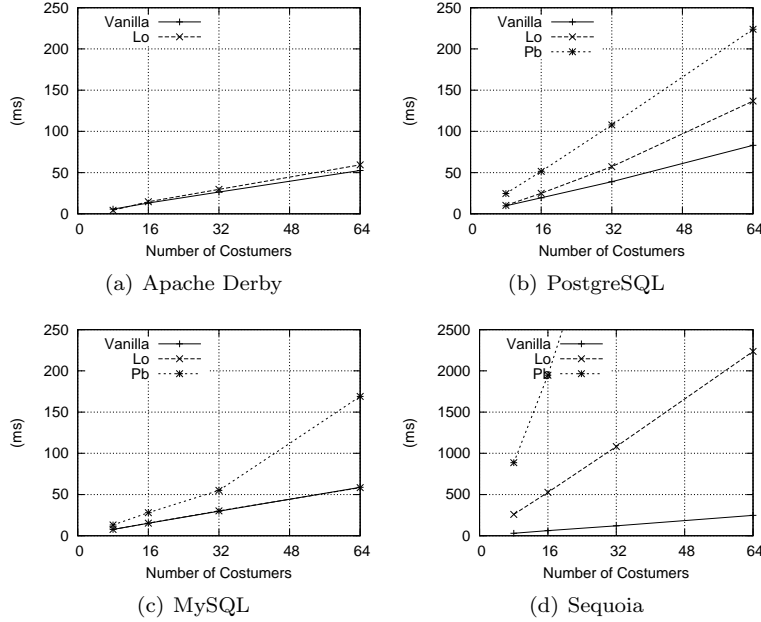 Vanilla
Lo
250
200
150
100
50
0
(ms)
0 16 32 48 64
Number of Costumers
(a) Apache Derby
Vanilla
Lo
Pb
250
200
150
100
50
0
(ms)
0 16 32 48 64
Number of Costumers
(b) PostgreSQL
Vanilla
Lo
Pb
250
200
150
100
50
0
(ms)
0 16 32 48 64
Number of Costumers
(c) MySQL
Vanilla
Lo
Pb
2500
2000
1500
1000
500
0
(ms)
0 16 32 48 64
Number of Costumers
(d) Sequoia